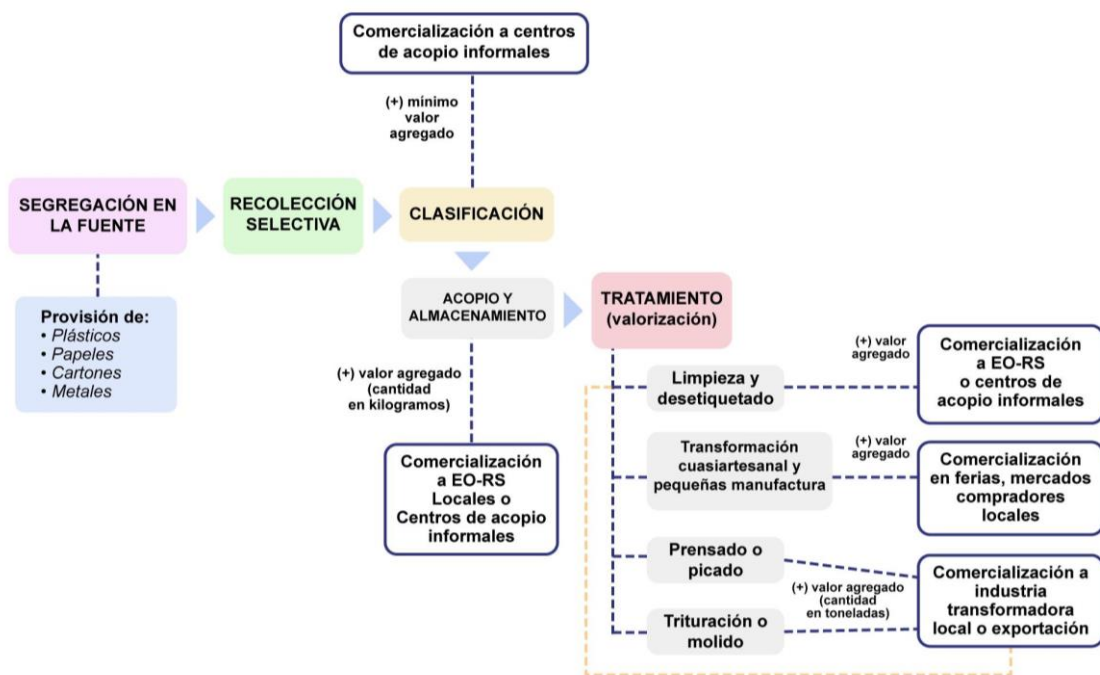 Comercialización a centros
de acopio informales
(+) mínimo
valor
agregado
SEGREGACIÓN EN
LA FUENTE
RECOLECCIÓN
SELECTIVA
CLASIFICACIÓN
Provisión de:
• Plásticos
• Papeles
• Cartones
• Metales
ACOPIO Y
ALMACENAMIENTO
TRATAMIENTO
(valorización)
(+) valor agregado
(cantidad
en kilogramos)
Comercialización
a EO-RS
Locales o
Centros de acopio
informales
Limpieza y
desetiquetado
(+) valor
agregado
Comercialización
a EO-RS
o centros de
acopio informales
Transformación
cuasiartesanal y
pequeñas manufactura
(+) valor
agregado
Comercialización
en ferias, mercados
compradores
locales
Prensado o
picado
Trituración o
molido
(+) valor agregado
(cantidad
en toneladas)
Comercialización a
industria
transformadora
local o exportación